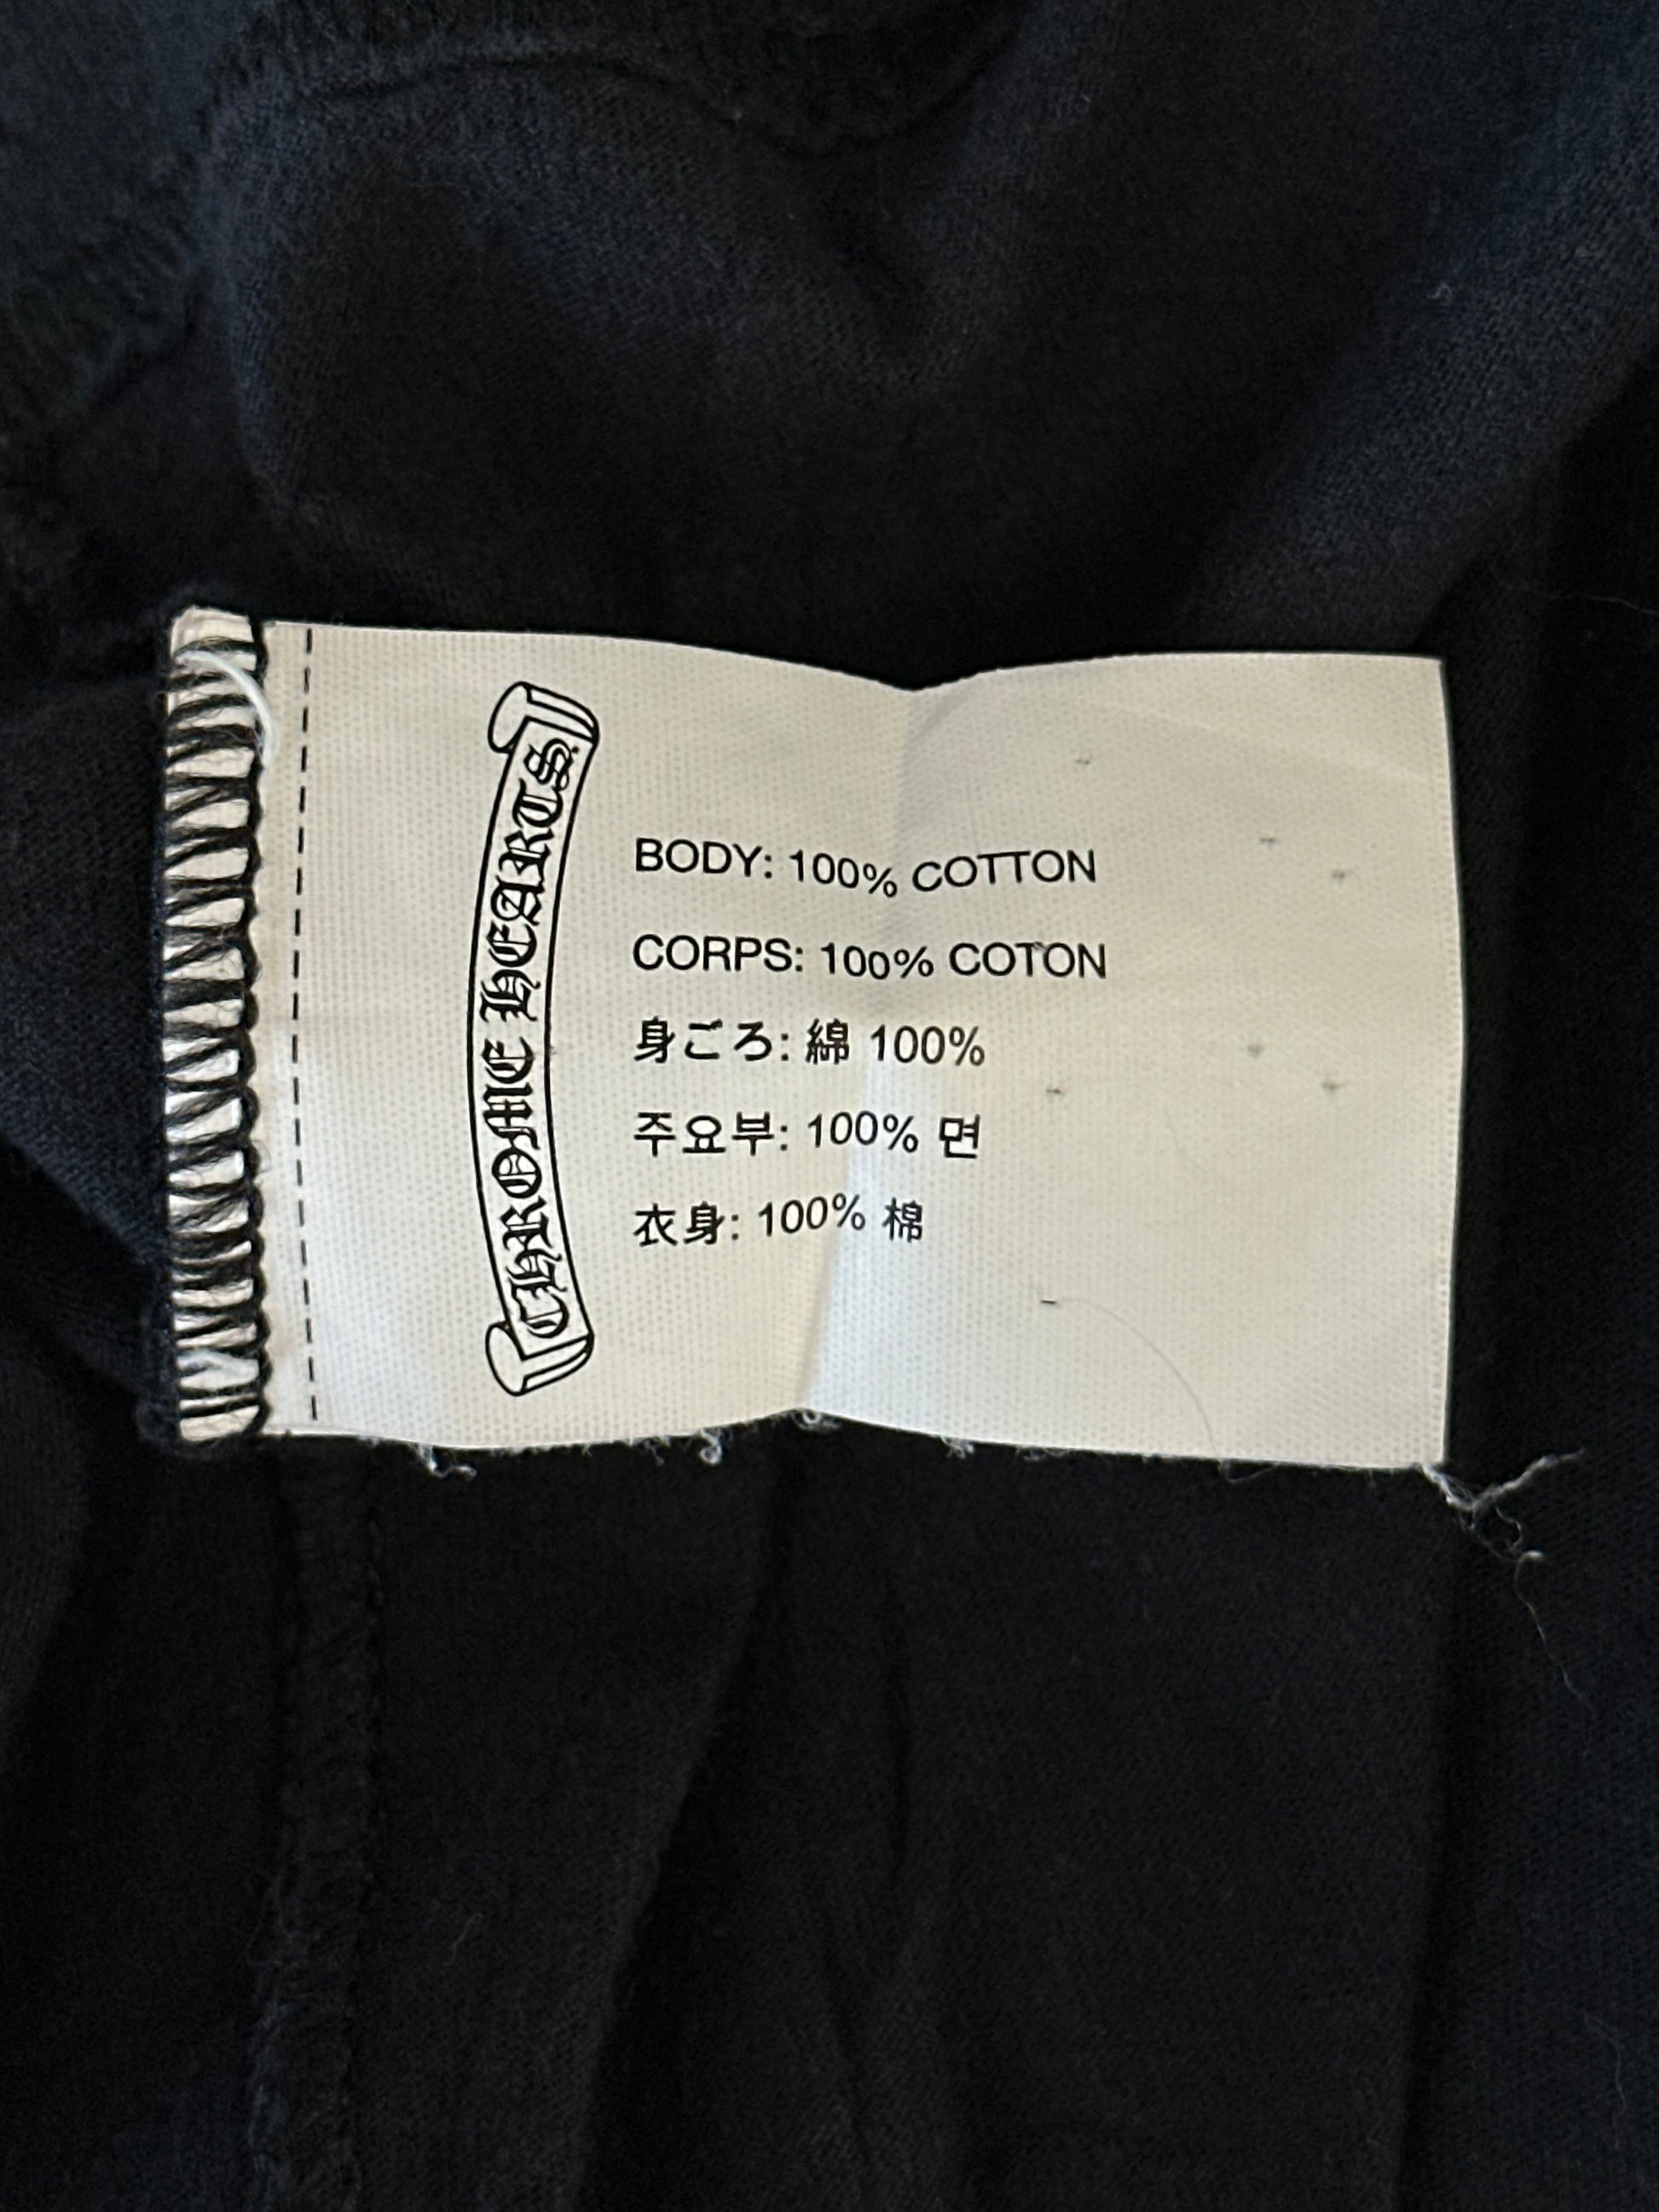 CHROME HEARTS
BODY: 100% COTTON
CORPS: 100% COTON
身ごろ: 綿 100%
주요부: 100% 면
衣身: 100% 棉